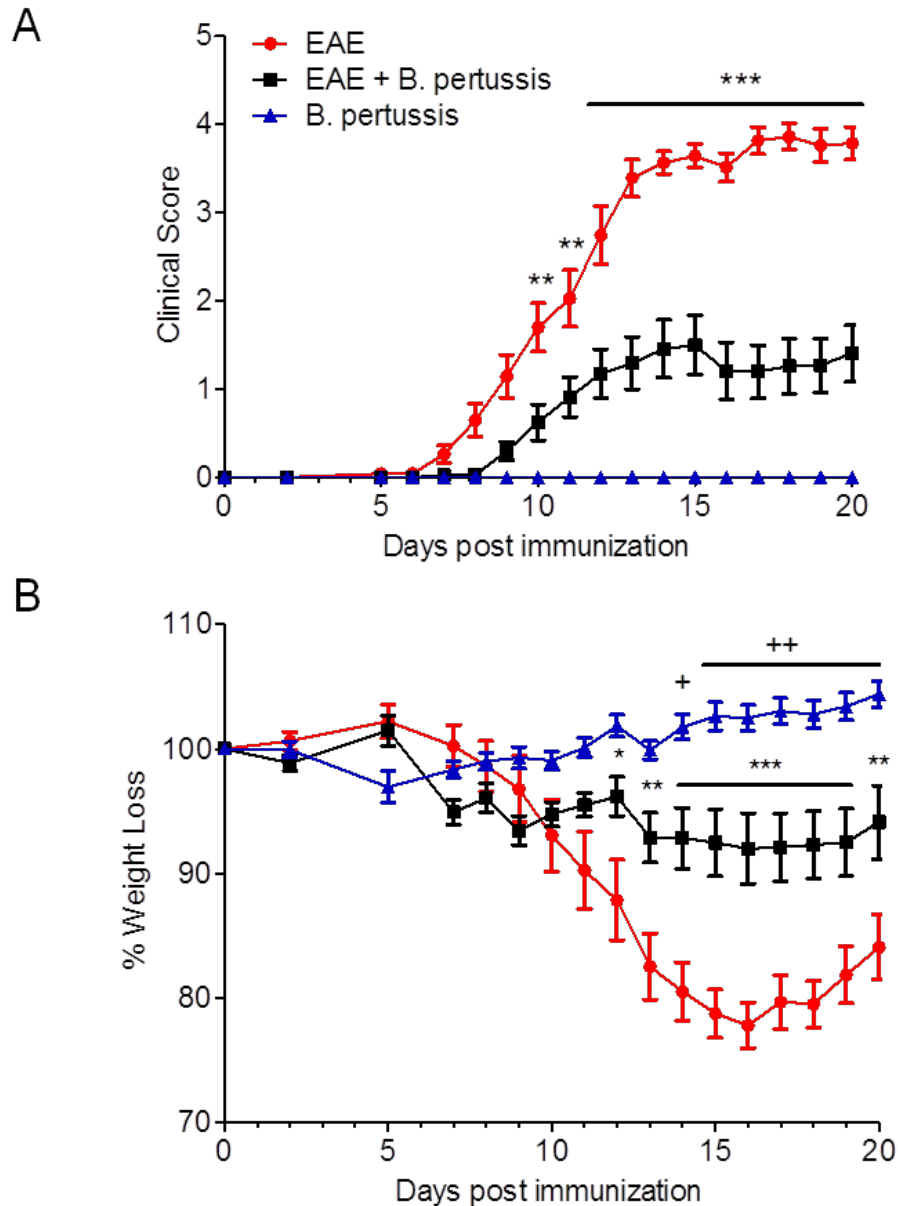 A
5
4
3
2
1
0
Clinical Score
EAE
EAE + B. pertussis
B. pertussis
***
**
**
0 5 10 15 20
Days post immunization
B
110
100
90
80
70
% Weight Loss
++
+
*
**
***
**
0 5 10 15 20
Days post immunization